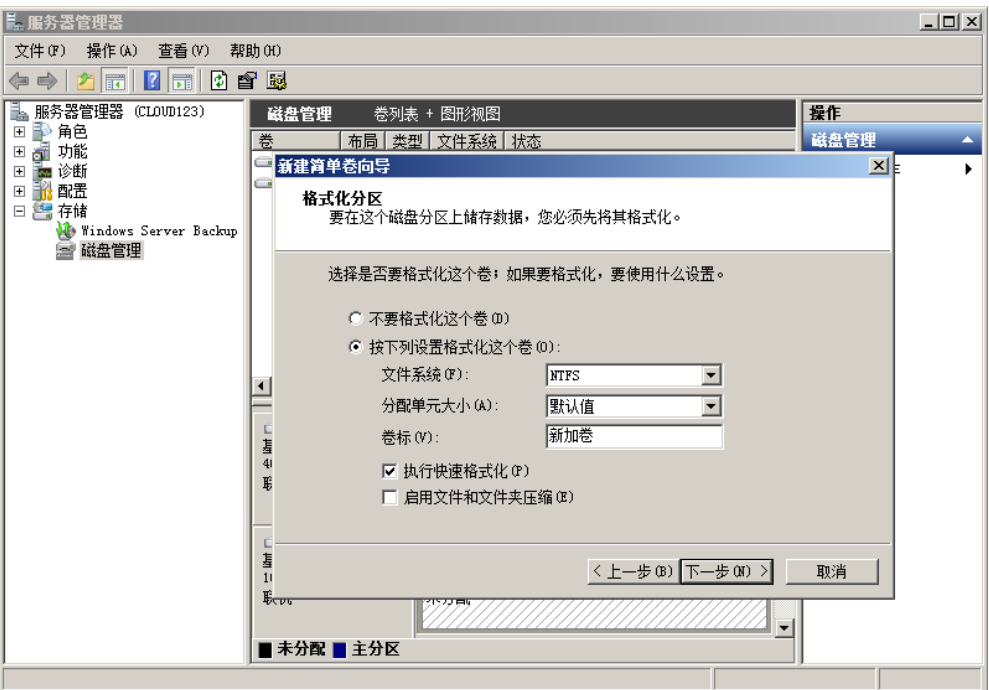 服务器管理器
文件(F) 操作(A) 查看(V) 帮助(H)
服务器管理器 (CLOUD123)
角色
功能
诊断
配置
存储
Windows Server Backup
磁盘管理
磁盘管理 卷列表 + 图形视图
卷 布局 类型 文件系统 状态
操作
磁盘管理
新建简单卷向导
格式化分区
要在这个磁盘分区上储存数据，您必须先将其格式化。
选择是否要格式化这个卷；如果要格式化，要使用什么设置。
不要格式化这个卷(D)
按下列设置格式化这个卷(O):
文件系统(F): NTFS
分配单元大小(A): 默认值
卷标(V): 新加卷
执行快速格式化(P)
启用文件和文件夹压缩(E)
< 上一步(B) 下一步(N) > 取消
未分配 主分区